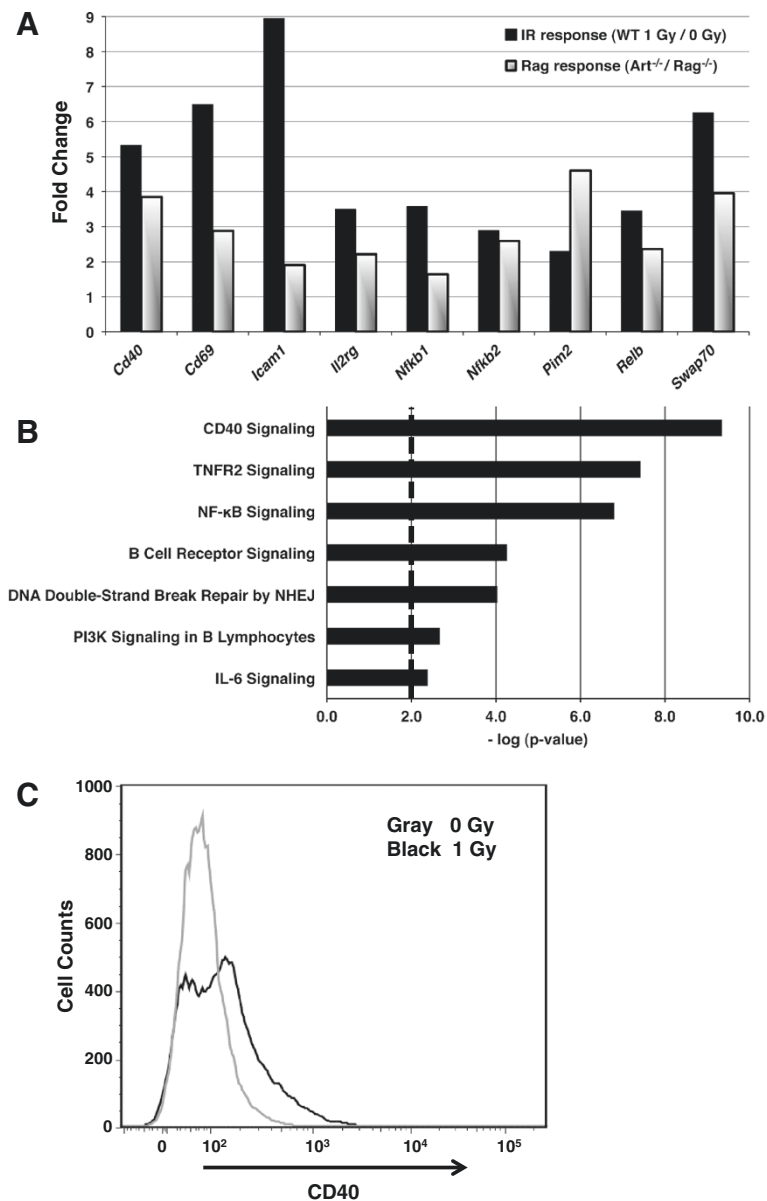 A
9
8
7
6
5
4
3
2
1
0
Fold Change
IR response (WT 1 Gy / 0 Gy)
Rag response (Art-/-/ Rag-/-)
Cd40
Cd69
Icam1
Il2rg
Nfkb1
Nfkb2
Pim2
Relb
Swap70
B
CD40 Signaling
TNFR2 Signaling
NF-κB Signaling
B Cell Receptor Signaling
DNA Double-Strand Break Repair by NHEJ
PI3K Signaling in B Lymphocytes
IL-6 Signaling
0.0 2.0 4.0 6.0 8.0 10.0
- log (p-value)
C
1000
800
600
400
200
0
Cell Counts
Gray 0 Gy
Black 1 Gy
0 10² 10³ 10⁴ 10⁵
CD40